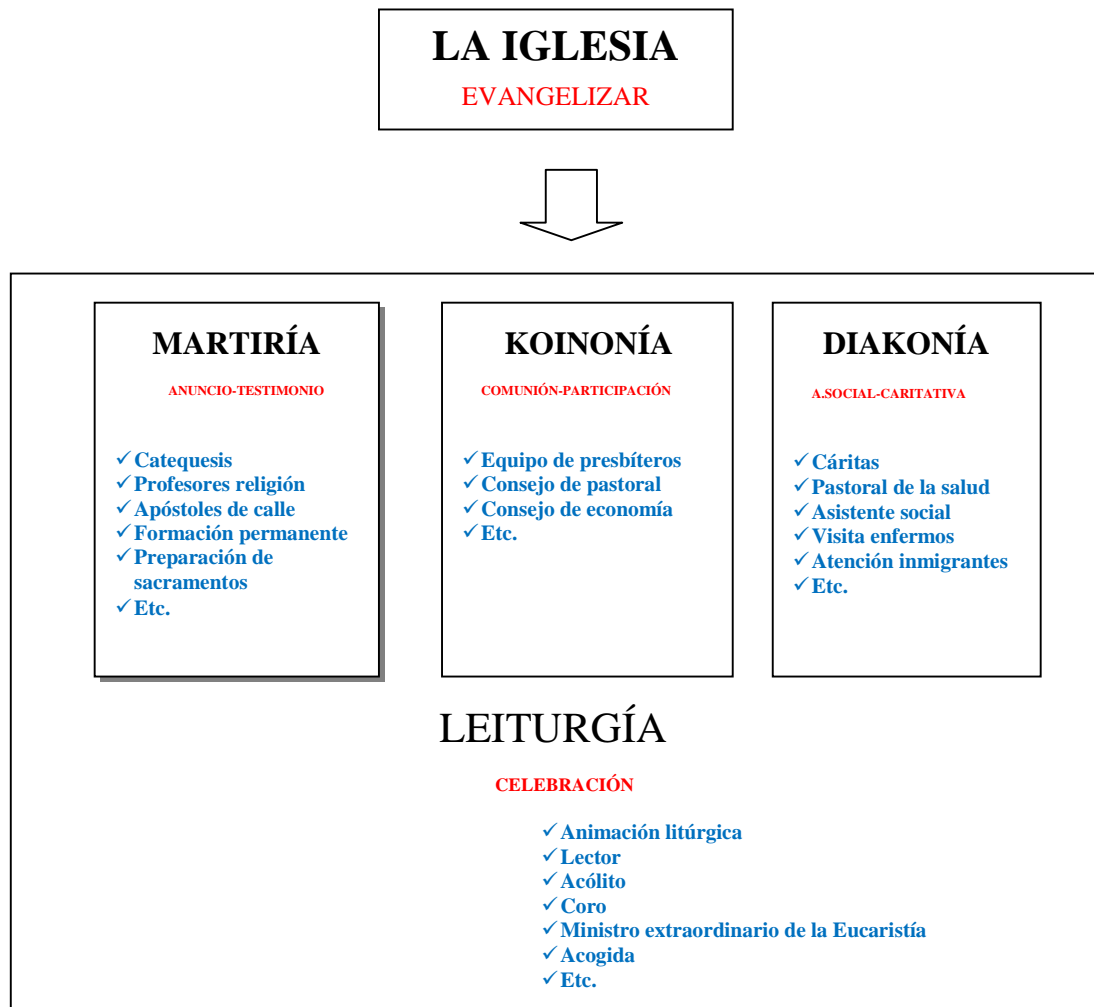 LA IGLESIA
EVANGELIZAR
MARTIRÍA
ANUNCIO-TESTIMONIO
✓Catequesis
✓Profesores religión
✓Apóstoles de calle
✓Formación permanente
✓Preparación de
sacramentos
✓Etc.
KOINONÍA
COMUNIÓN-PARTICIPACIÓN
✓Equipo de presbíteros
✓Consejo de pastoral
✓Consejo de economía
✓Etc.
DIAKONÍA
A.SOCIAL-CARITATIVA
✓Cáritas
✓Pastoral de la salud
✓Asistente social
✓Visita enfermos
✓Atención inmigrantes
✓Etc.
LEITURGÍA
CELEBRACIÓN
✓Animación litúrgica
✓Lector
✓Acólito
✓Coro
✓Ministro extraordinario de la Eucaristía
✓Acogida
✓Etc.